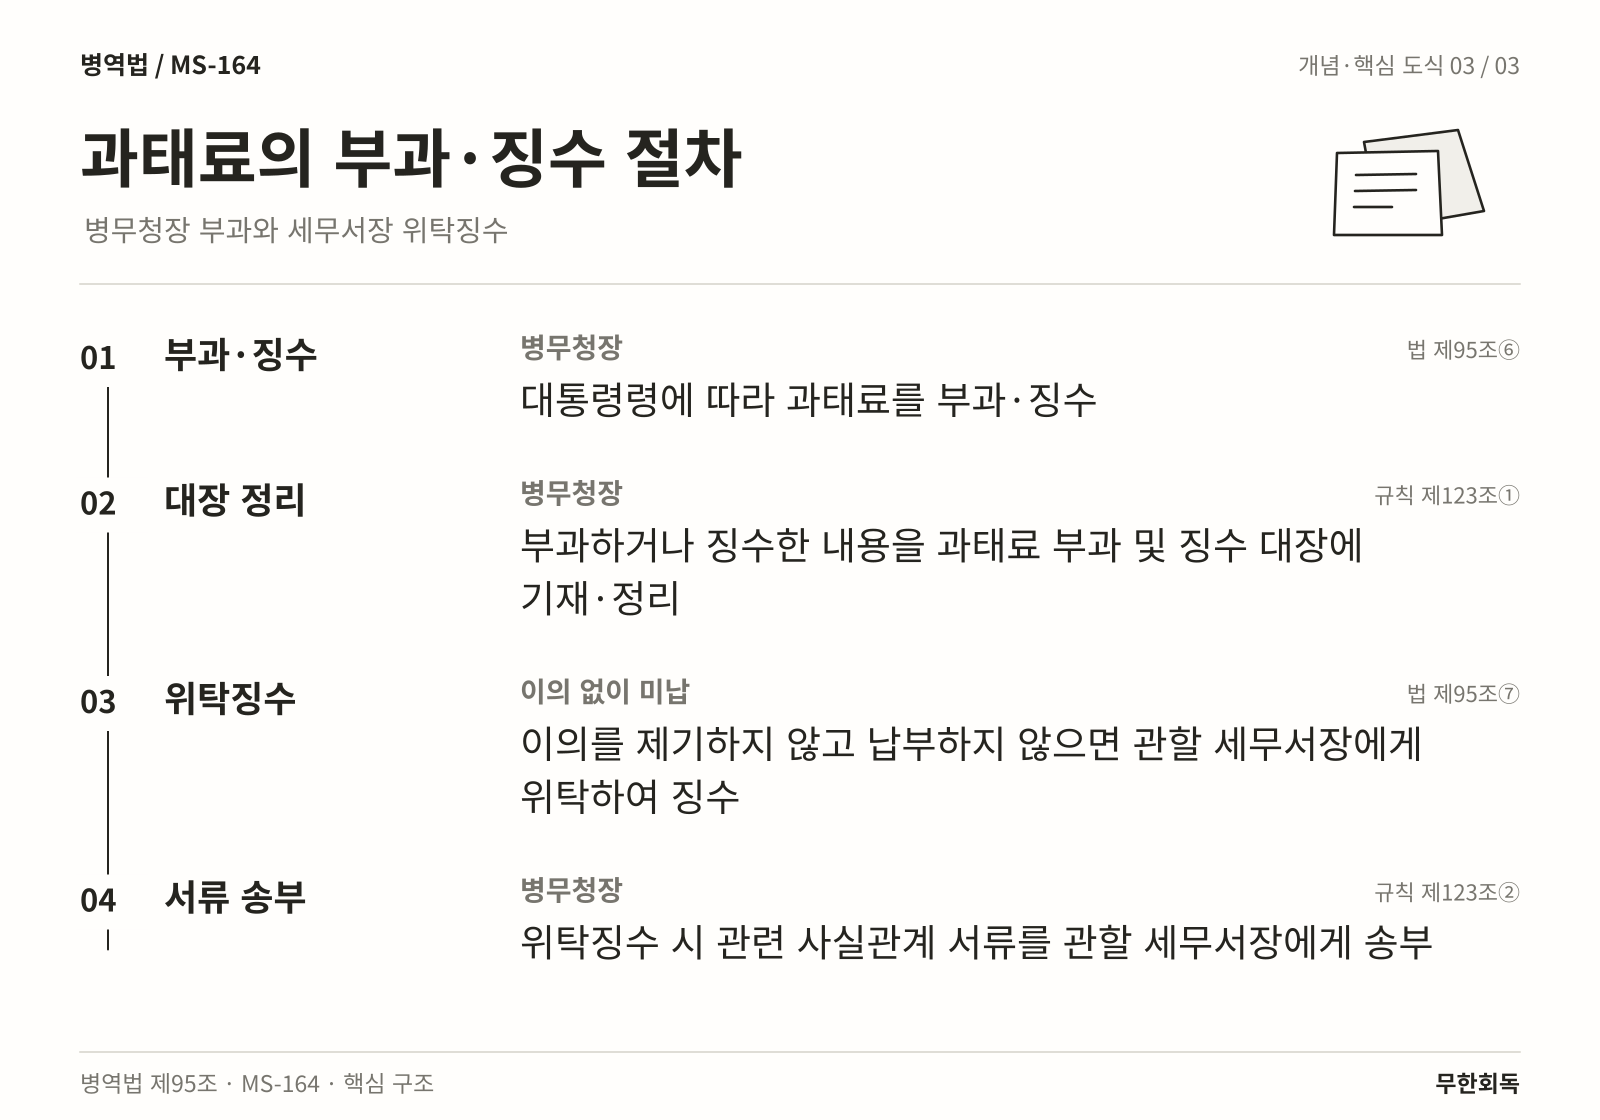 병역법 / MS-164
개념·핵심 도식 03 / 03
과태료의 부과·징수 절차
병무청장 부과와 세무서장 위탁징수
01 부과·징수
병무청장
법 제95조⑥
대통령령에 따라 과태료를 부과·징수
02 대장 정리
병무청장
규칙 제123조①
부과하거나 징수한 내용을 과태료 부과 및 징수 대장에
기재·정리
03 위탁징수
이의 없이 미납
법 제95조⑦
이의를 제기하지 않고 납부하지 않으면 관할 세무서장에게
위탁하여 징수
04 서류 송부
병무청장
규칙 제123조②
위탁징수 시 관련 사실관계 서류를 관할 세무서장에게 송부
병역법 제95조 · MS-164 · 핵심 구조
무한회독